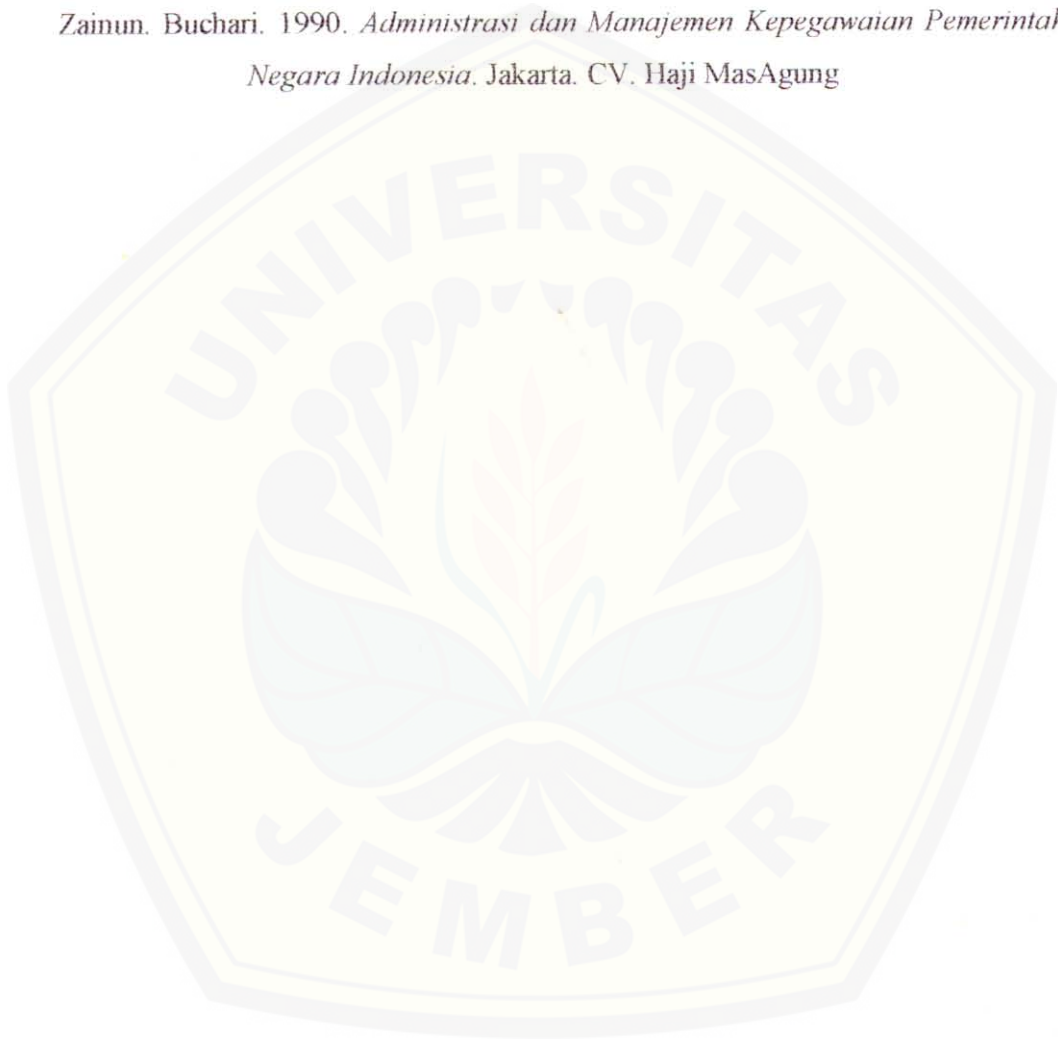 Zainun. Buchari. 1990. Administrasi dan Manajemen Kepegawaian Pemerintah
Negara Indonesia. Jakarta. CV. Haji MasAgung
UNIVERSITAS
JEMBER